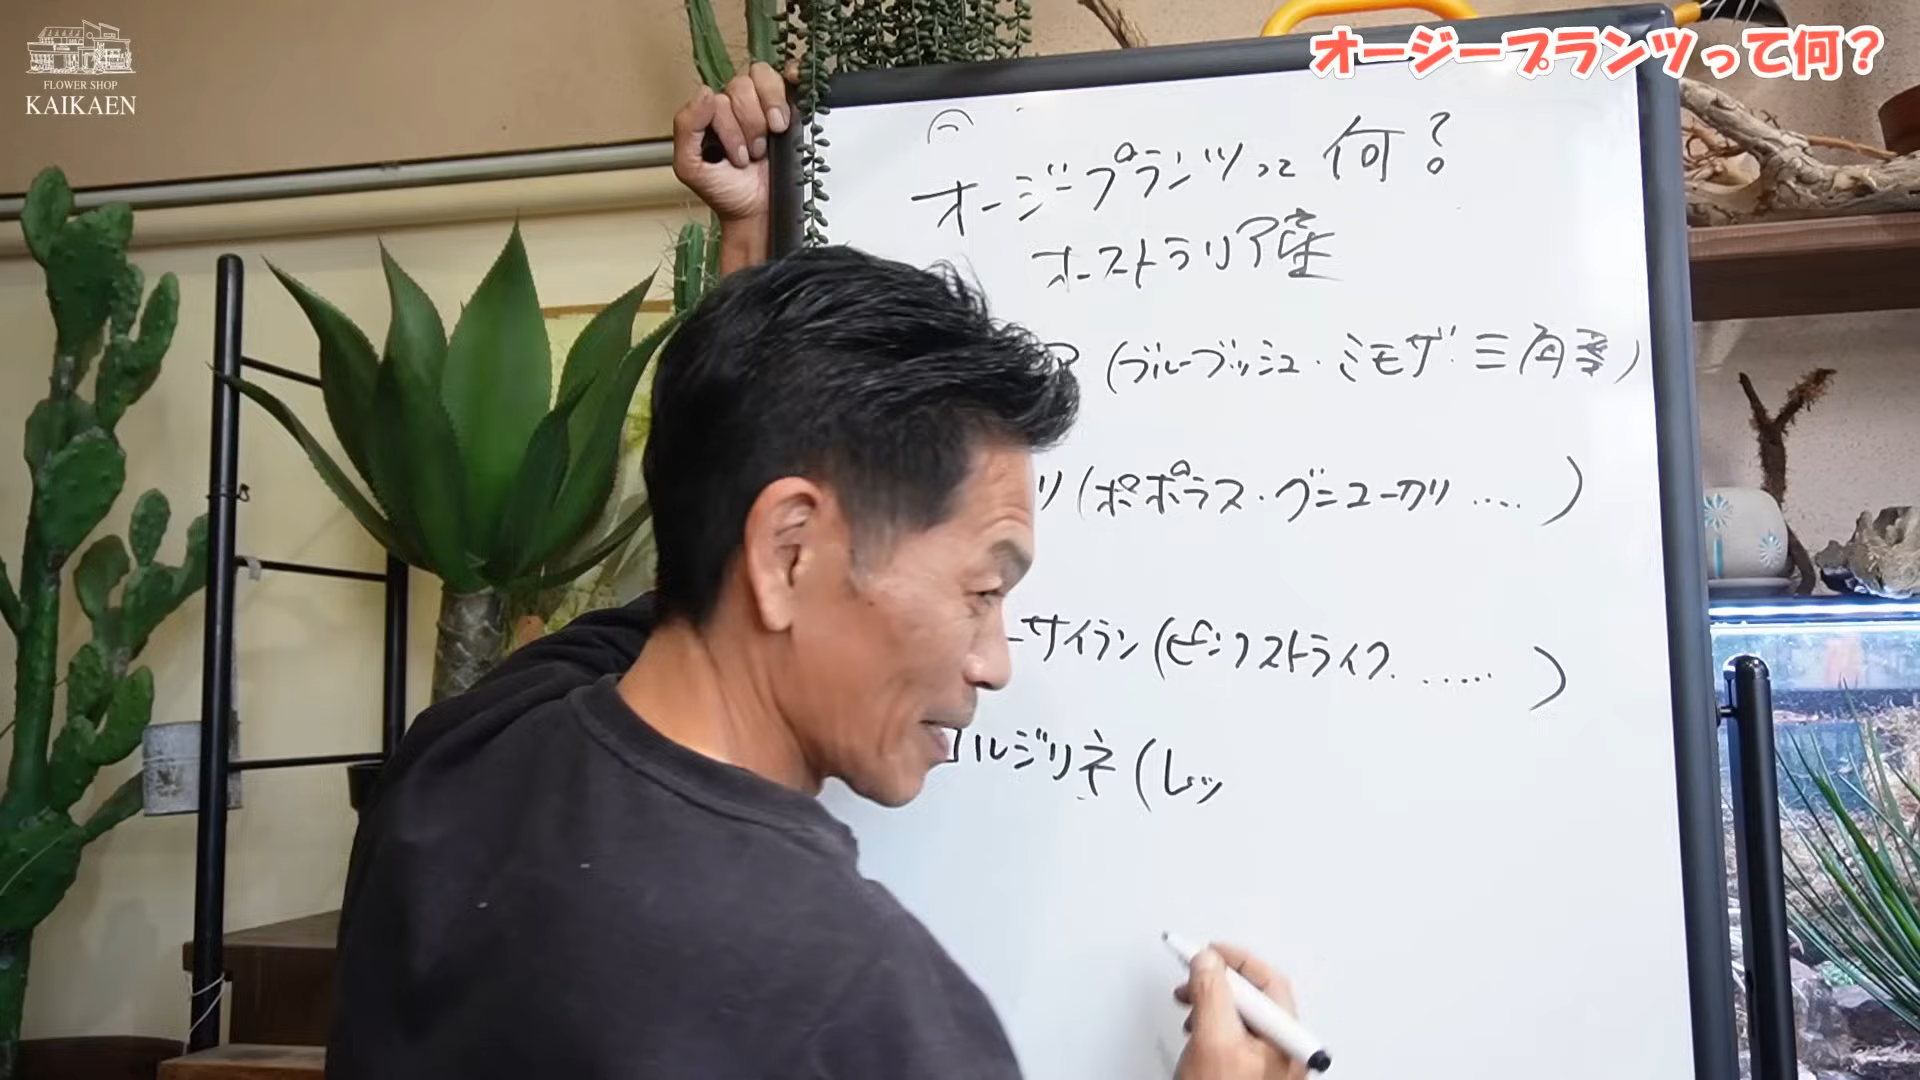 FLOWER SHOP
KAIKAEN
オージープランツって何？
オージープランツって何？
オーストラリア産
ア(ブルーブッシュ・ミモザ・三角
リ(ポポラス・グニユーカリ‥‥)
ーサイラン(ピンクストライク……)
ルジリネ(レッ